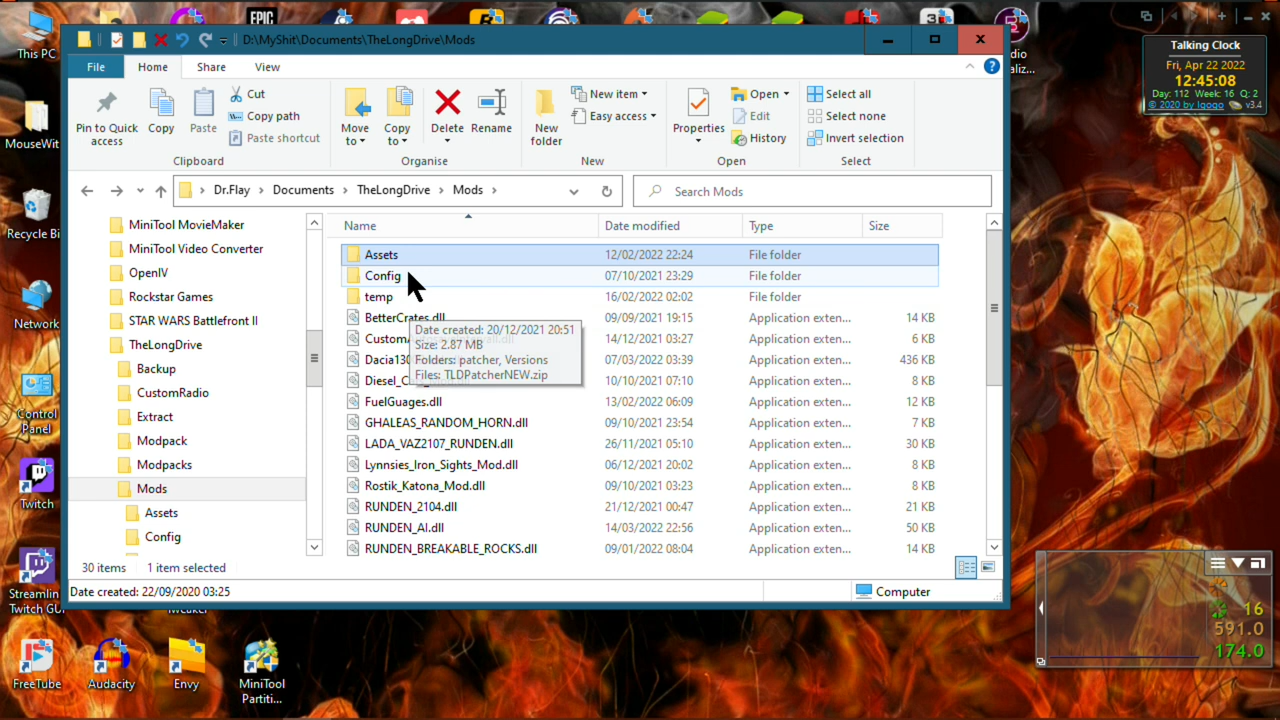 This PC
EPIC
D:\MyShit\Documents\TheLongDrive\Mods
File
Home
Share
View
Pin to Quick access
Copy
Paste
Cut
Copy path
Paste shortcut
Clipboard
Move to
Copy to
Delete
Rename
Organise
New folder
New item
Easy access
New
Properties
Open
Edit
History
Open
Select all
Select none
Invert selection
Select
Dr.Flay > Documents > TheLongDrive > Mods >
Search Mods
MiniTool MovieMaker
MiniTool Video Converter
OpenIV
Rockstar Games
STAR WARS Battlefront II
TheLongDrive
Backup
CustomRadio
Extract
Modpack
Modpacks
Mods
Assets
Config
Name Date modified Type Size
Assets 12/02/2022 22:24 File folder
Config 07/10/2021 23:29 File folder
temp 16/02/2022 02:02 File folder
BetterCrates.dll 09/09/2021 19:15 Application exten... 14 KB
14/12/2021 03:27 Application exten... 6 KB
07/03/2022 03:39 Application exten... 436 KB
10/10/2021 07:10 Application exten... 8 KB
FuelGuages.dll 13/02/2022 06:09 Application exten... 12 KB
GHALEAS_RANDOM_HORN.dll 09/10/2021 23:54 Application exten... 7 KB
LADA_VAZ2107_RUNDEN.dll 26/11/2021 05:10 Application exten... 30 KB
Lynnsies_Iron_Sights_Mod.dll 06/12/2021 20:02 Application exten... 8 KB
Rostik_Katona_Mod.dll 09/10/2021 03:23 Application exten... 8 KB
RUNDEN_2104.dll 21/12/2021 00:47 Application exten... 21 KB
RUNDEN_AI.dll 14/03/2022 22:56 Application exten... 50 KB
RUNDEN_BREAKABLE_ROCKS.dll 09/01/2022 08:04 Application exten... 14 KB
Date created: 20/12/2021 20:51
Size: 2.87 MB
Folders: patcher, Versions
Files: TLDPatcherNEW.zip
30 items 1 item selected
Date created: 22/09/2020 03:25
Computer
MouseWit
Recycle Bi
Network
Control Panel
Twitch
Streamlin
Twitch GU
FreeTube
Audacity
Envy
MiniTool
Partiti...
Talking Clock
Fri, Apr 22 2022
12:45:08
Day: 112 Week: 16 Q: 2
© 2020 by Igogo v3.4
16
591.0
174.0